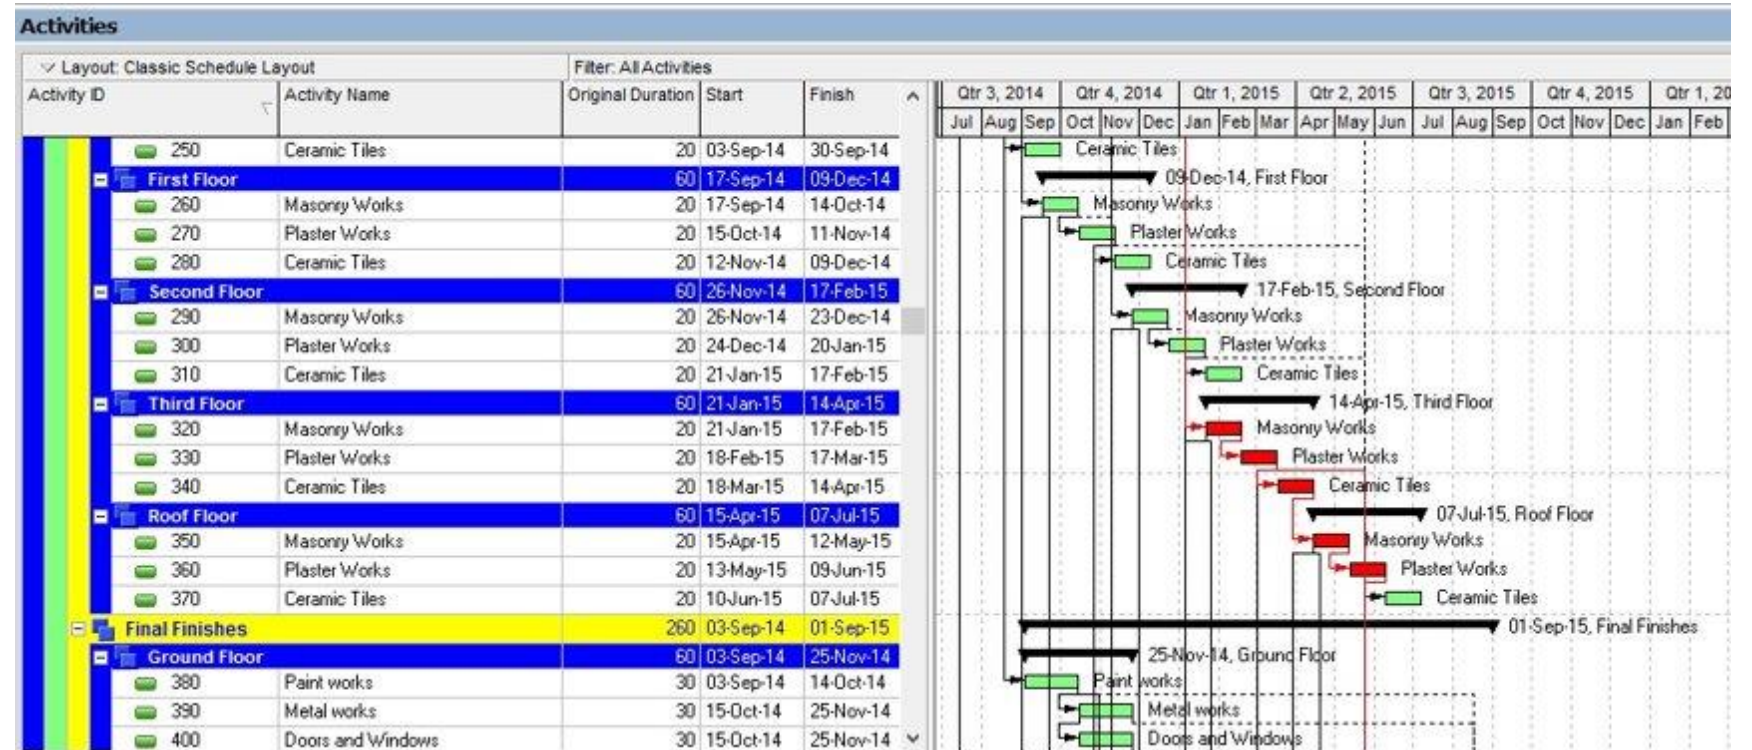 Activities
Layout: Classic Schedule Layout Filter: All Activities
Activity ID Activity Name Original Duration Start Finish Qtr 3, 2014 Qtr 4, 2014 Qtr 1, 2015 Qtr 2, 2015 Qtr 3, 2015 Qtr 4, 2015 Qtr 1, 20
Jul Aug Sep Oct Nov Dec Jan Feb Mar Apr May Jun Jul Aug Sep Oct Nov Dec Jan Feb
250 Ceramic Tiles 20 03-Sep-14 30-Sep-14 Ceramic Tiles
First Floor 60 17-Sep-14 09-Dec-14 09-Dec-14, First Floor
260 Masonry Works 20 17-Sep-14 14-Oct-14 Masonry Works
270 Plaster Works 20 15-Oct-14 11-Nov-14 Plaster Works
280 Ceramic Tiles 20 12-Nov-14 09-Dec-14 Ceramic Tiles
Second Floor 60 26-Nov-14 17-Feb-15 17-Feb-15, Second Floor
290 Masonry Works 20 26-Nov-14 23-Dec-14 Masonry Works
300 Plaster Works 20 24-Dec-14 20-Jan-15 Plaster Works
310 Ceramic Tiles 20 21-Jan-15 17-Feb-15 Ceramic Tiles
Third Floor 60 21-Jan-15 14-Apr-15 14-Apr-15, Third Floor
320 Masonry Works 20 21-Jan-15 17-Feb-15 Masonry Works
330 Plaster Works 20 18-Feb-15 17-Mar-15 Plaster Works
340 Ceramic Tiles 20 18-Mar-15 14-Apr-15 Ceramic Tiles
Roof Floor 60 15-Apr-15 07-Jul-15 07-Jul-15, Roof Floor
350 Masonry Works 20 15-Apr-15 12-May-15 Masonry Works
360 Plaster Works 20 13-May-15 09-Jun-15 Plaster Works
370 Ceramic Tiles 20 10-Jun-15 07-Jul-15 Ceramic Tiles
Final Finishes 260 03-Sep-14 01-Sep-15 01-Sep-15, Final Finishes
Ground Floor 60 03-Sep-14 25-Nov-14 25-Nov-14, Ground Floor
380 Paint works 30 03-Sep-14 14-Oct-14 Paint works
390 Metal works 30 15-Oct-14 25-Nov-14 Metal works
400 Doors and Windows 30 15-Oct-14 25-Nov-14 Doors and Windows